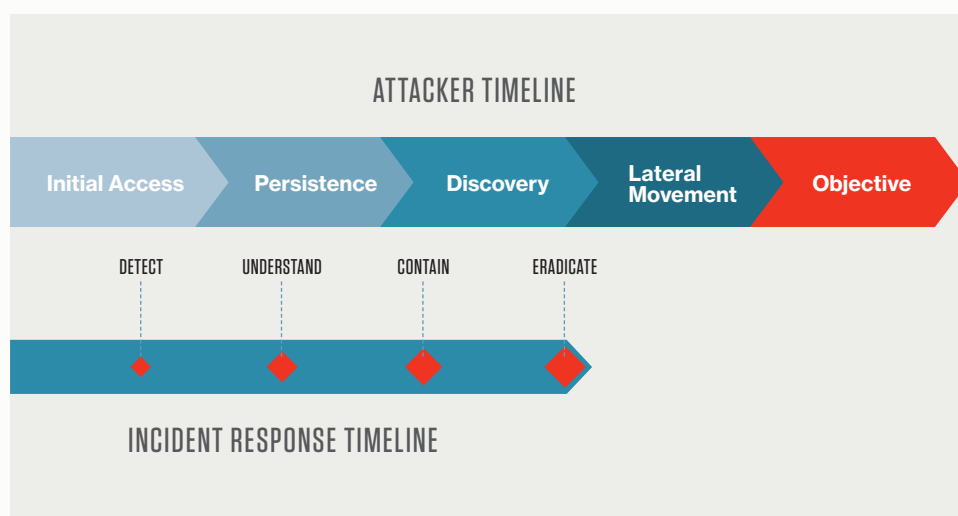 ATTACKER TIMELINE
Initial Access
Persistence
Discovery
Lateral
Movement
Objective
DETECT
UNDERSTAND
CONTAIN
ERADICATE
INCIDENT RESPONSE TIMELINE